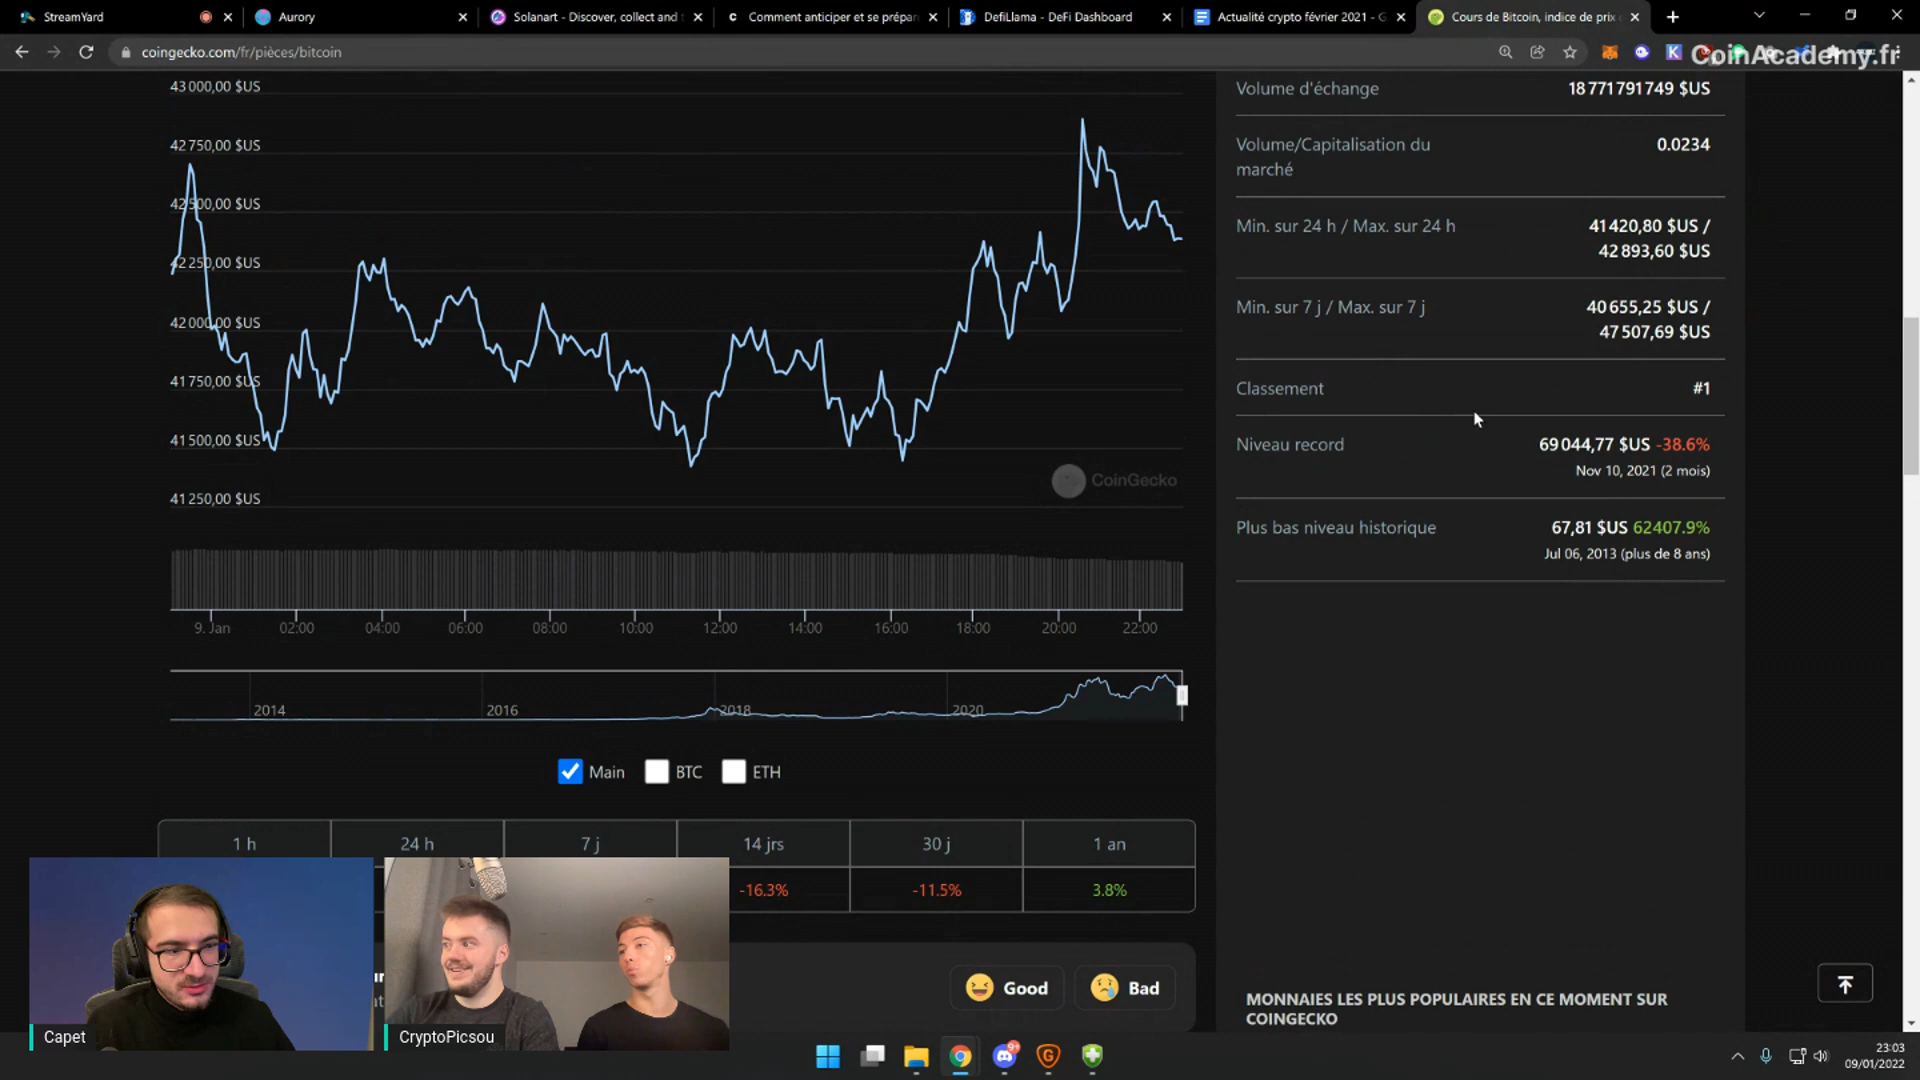 StreamYard
Aurory
Solanart - Discover, collect and
Comment anticiper et se prépar
DefiLlama - DeFi Dashboard
Actualité crypto février 2021 - G
Cours de Bitcoin, indice de prix
coingecko.com/fr/pièces/bitcoin
CoinAcademy.fr
43 000,00 $US
42 750,00 $US
42 500,00 $US
42 250,00 $US
42 000,00 $US
41 750,00 $US
41 500,00 $US
41 250,00 $US
CoinGecko
9. Jan
02:00
04:00
06:00
08:00
10:00
12:00
14:00
16:00
18:00
20:00
22:00
2014
2016
2018
2020
Main
BTC
ETH
1 h
24 h
7 j
14 jrs
30 j
1 an
-16.3%
-11.5%
3.8%
Good
Bad
Volume d'échange
18 771 791 749 $US
Volume/Capitalisation du
marché
0.0234
Min. sur 24 h / Max. sur 24 h
41 420,80 $US /
42 893,60 $US
Min. sur 7 j / Max. sur 7 j
40 655,25 $US /
47 507,69 $US
Classement
#1
Niveau record
69 044,77 $US -38.6%
Nov 10, 2021 (2 mois)
Plus bas niveau historique
67,81 $US 62407.9%
Jul 06, 2013 (plus de 8 ans)
MONNAIES LES PLUS POPULAIRES EN CE MOMENT SUR
COINGECKO
Capet
CryptoPicsou
9+
23:03
09/01/2022